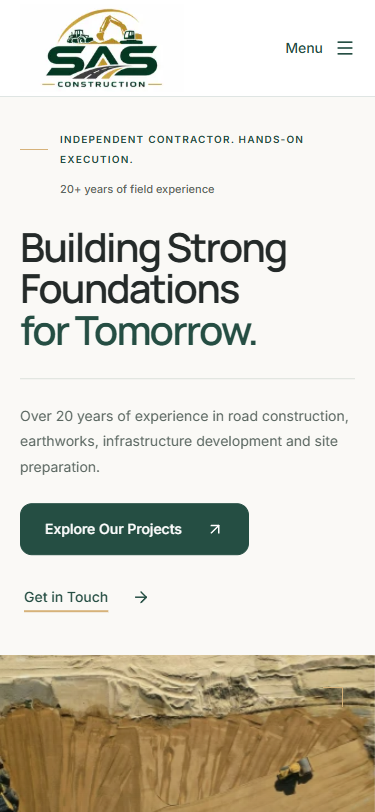 SAS
CONSTRUCTION
Menu
INDEPENDENT CONTRACTOR. HANDS-ON
EXECUTION.
20+ years of field experience
Building Strong
Foundations
for Tomorrow.
Over 20 years of experience in road construction,
earthworks, infrastructure development and site
preparation.
Explore Our Projects
Get in Touch